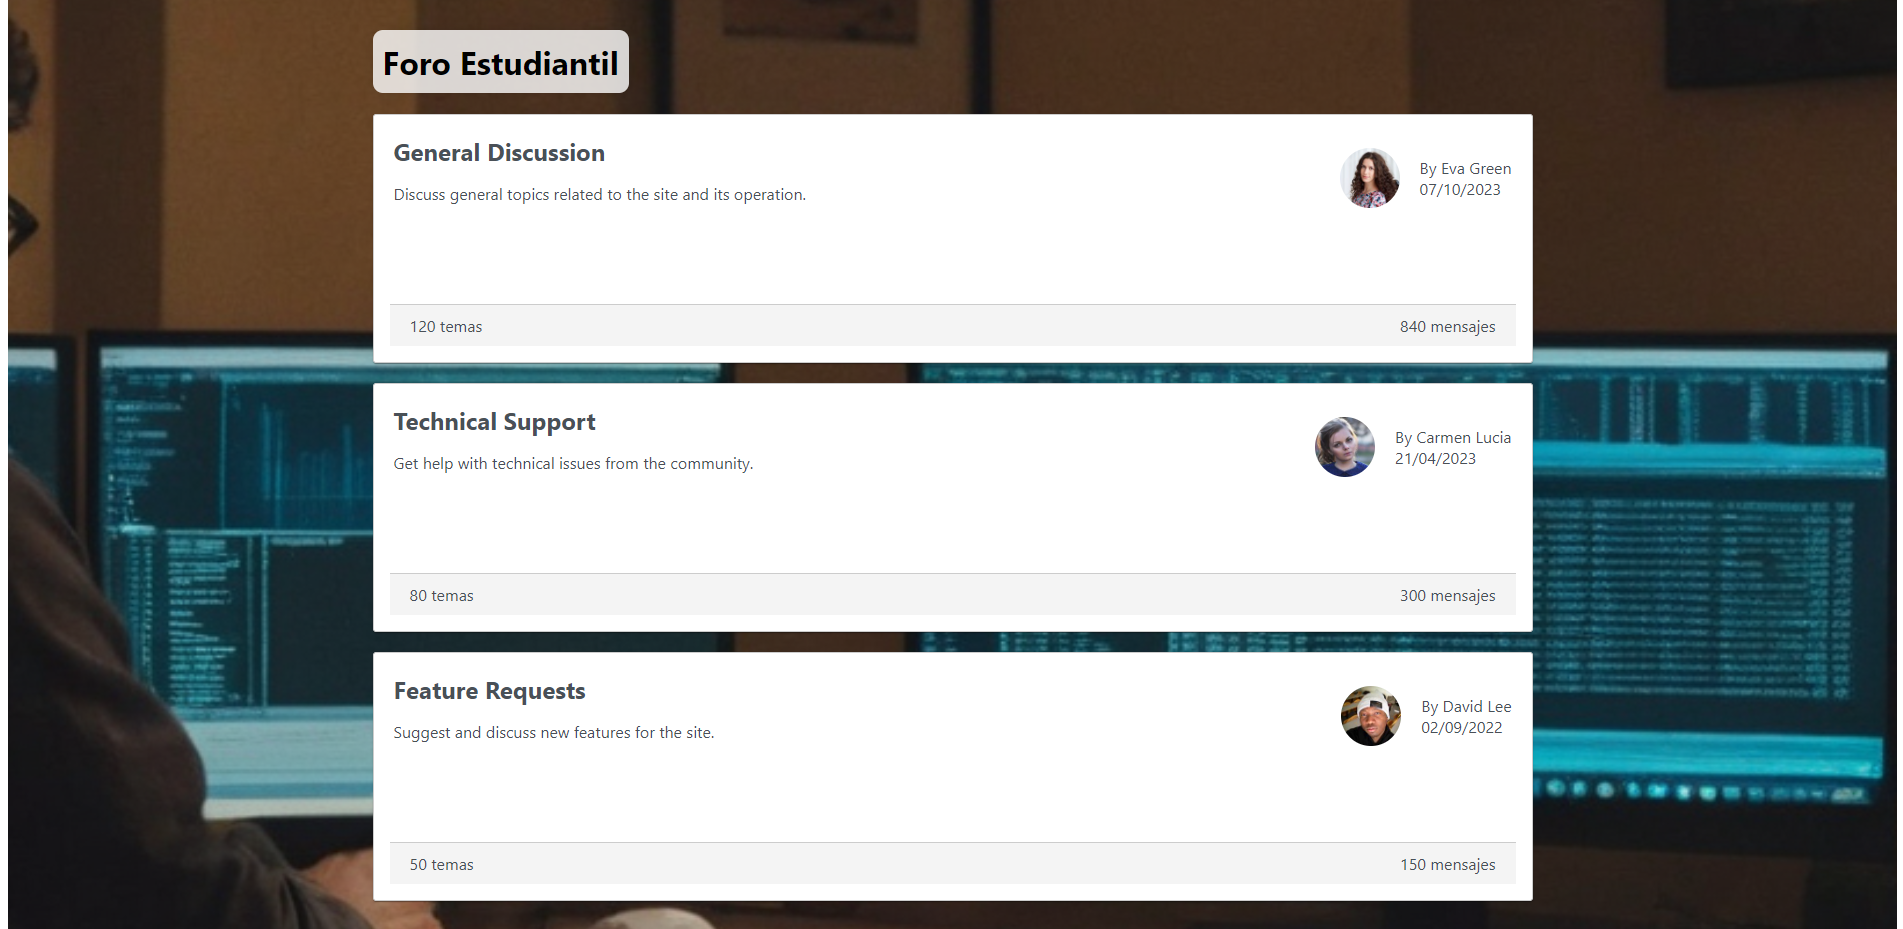 Foro Estudiantil
General Discussion
Discuss general topics related to the site and its operation.
By Eva Green
07/10/2023
120 temas
840 mensajes
Technical Support
Get help with technical issues from the community.
By Carmen Lucia
21/04/2023
80 temas
300 mensajes
Feature Requests
Suggest and discuss new features for the site.
By David Lee
02/09/2022
50 temas
150 mensajes